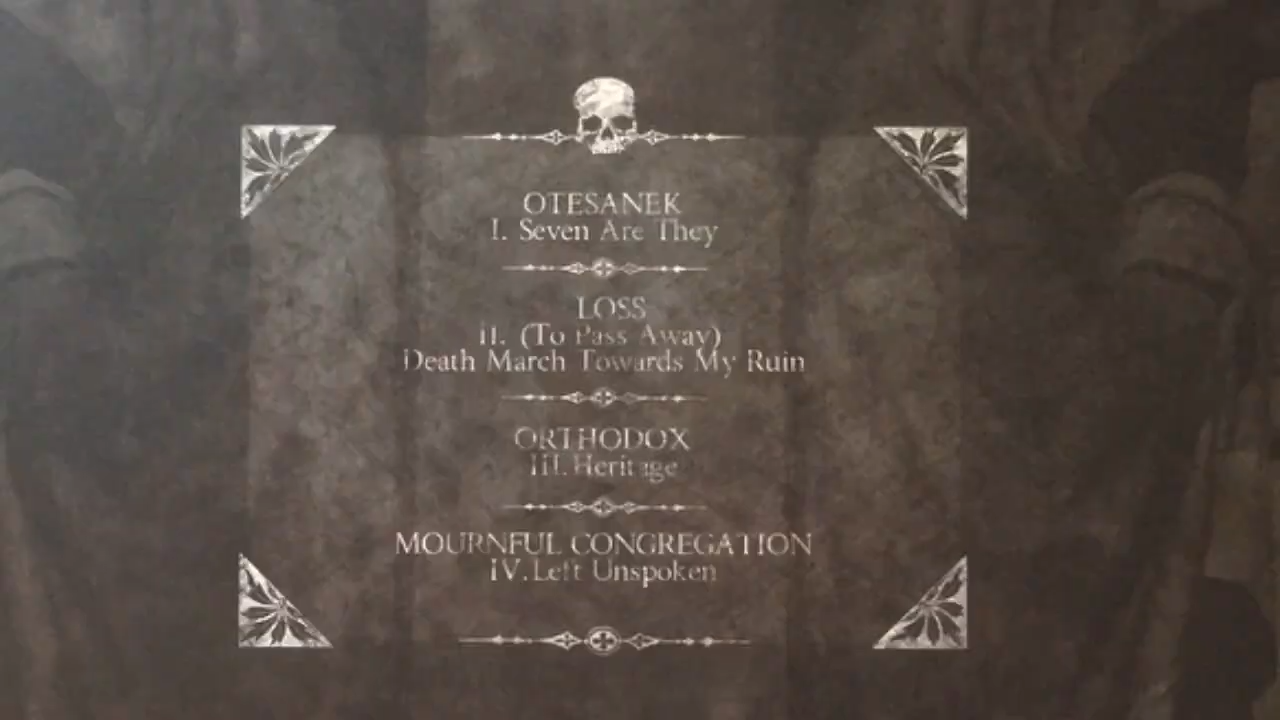 OTESANEK
I. Seven Are They
LOSS
II. (To Pass Away)
Death March Towards My Ruin
ORTHODOX
III. Heritage
MOURNFUL CONGREGATION
IV. Left Unspoken